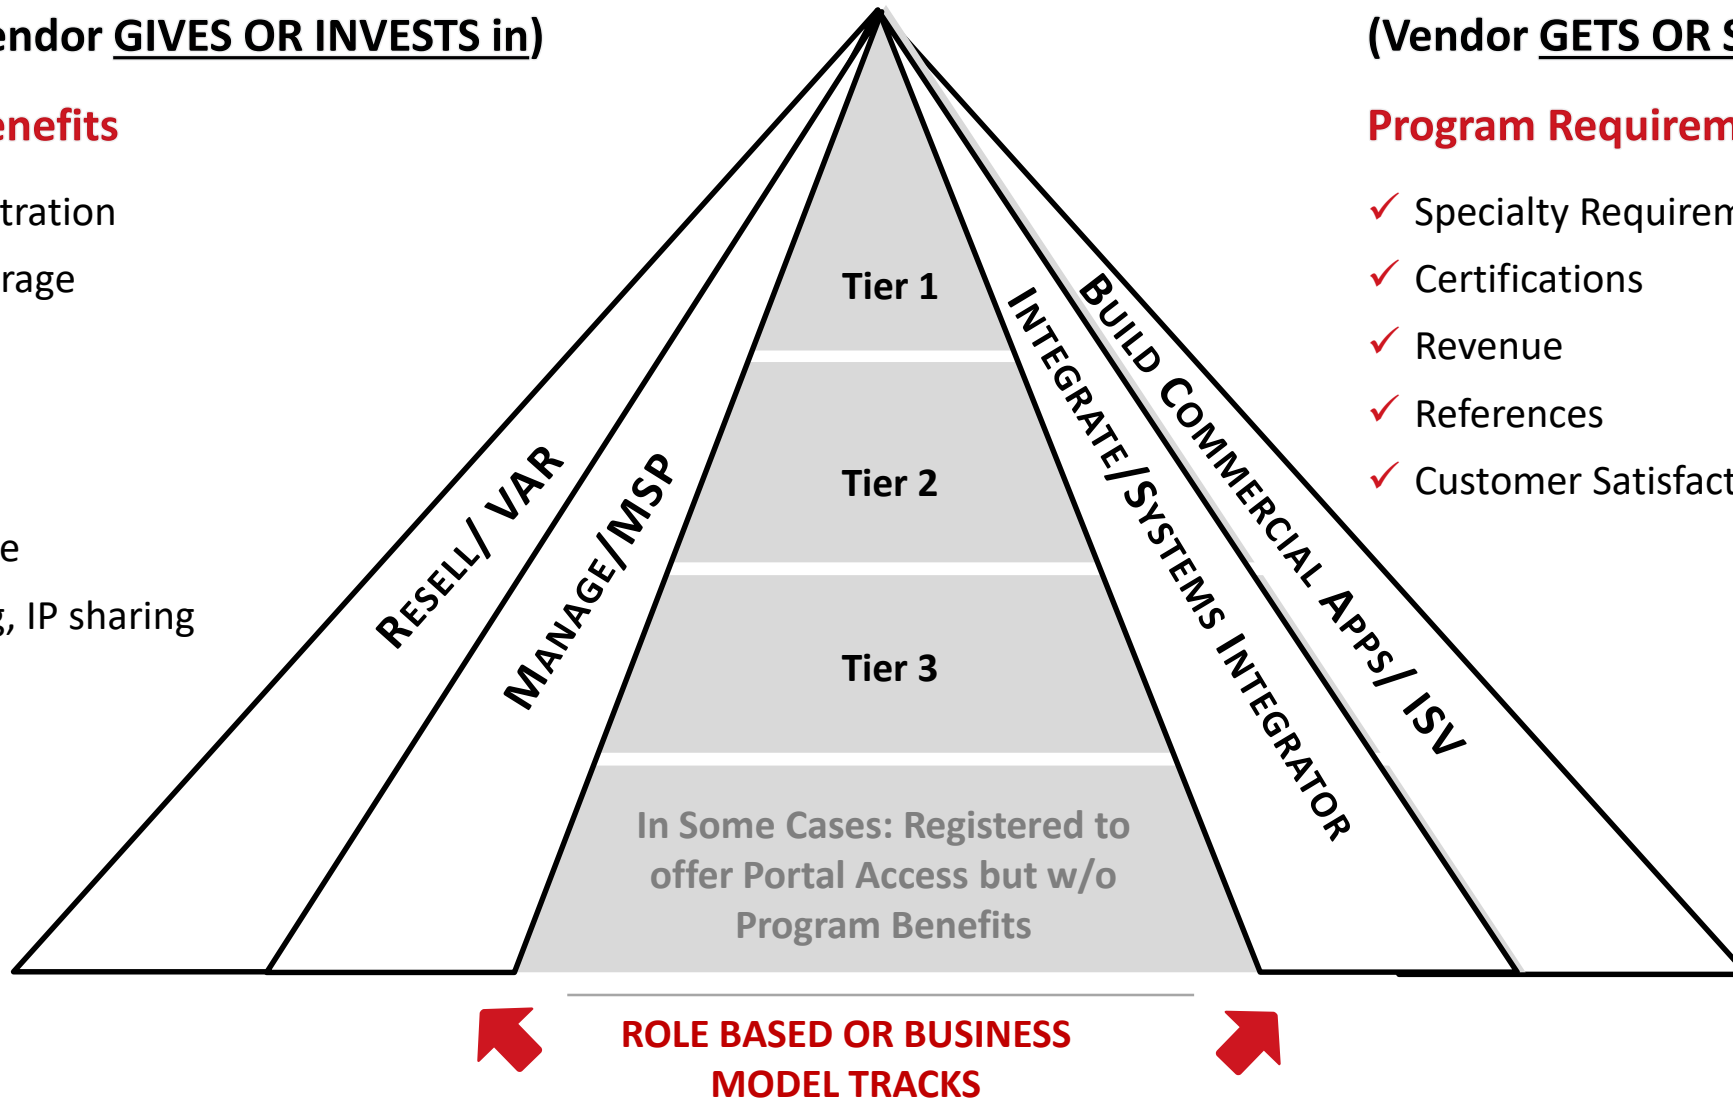 endor GIVES OR INVESTS in)
enefits
tration
rage
e
g, IP sharing
(Vendor GETS OR S
Program Requirem
✓ Specialty Requirem
✓ Certifications
✓ Revenue
✓ References
✓ Customer Satisfact
RESELL/ VAR
MANAGE/MSP
Tier 1
Tier 2
Tier 3
In Some Cases: Registered to
offer Portal Access but w/o
Program Benefits
INTEGRATE/SYSTEMS INTEGRATOR
BUILD COMMERCIAL APPS/ ISV
ROLE BASED OR BUSINESS
MODEL TRACKS